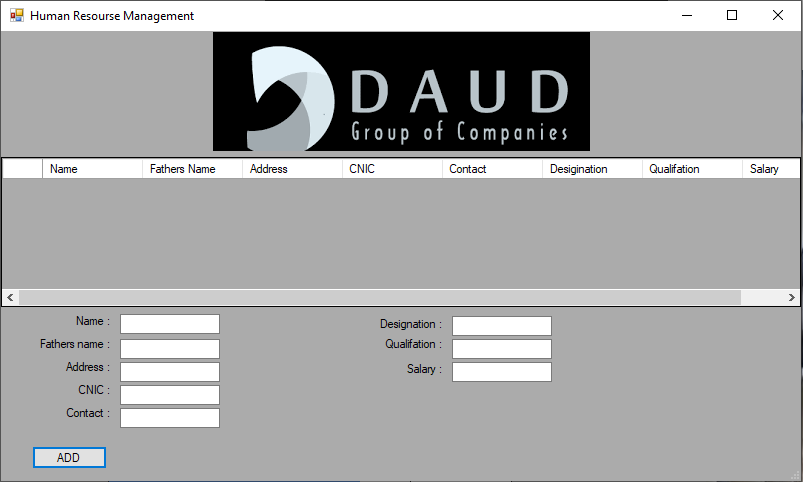 Human Resourse Management
DAUD
Group of Companies
Name Fathers Name Address CNIC Contact Desigination Qualifation Salary
Name :
Fathers name :
Address :
CNIC :
Contact :
Designation :
Qualifation :
Salary :
ADD